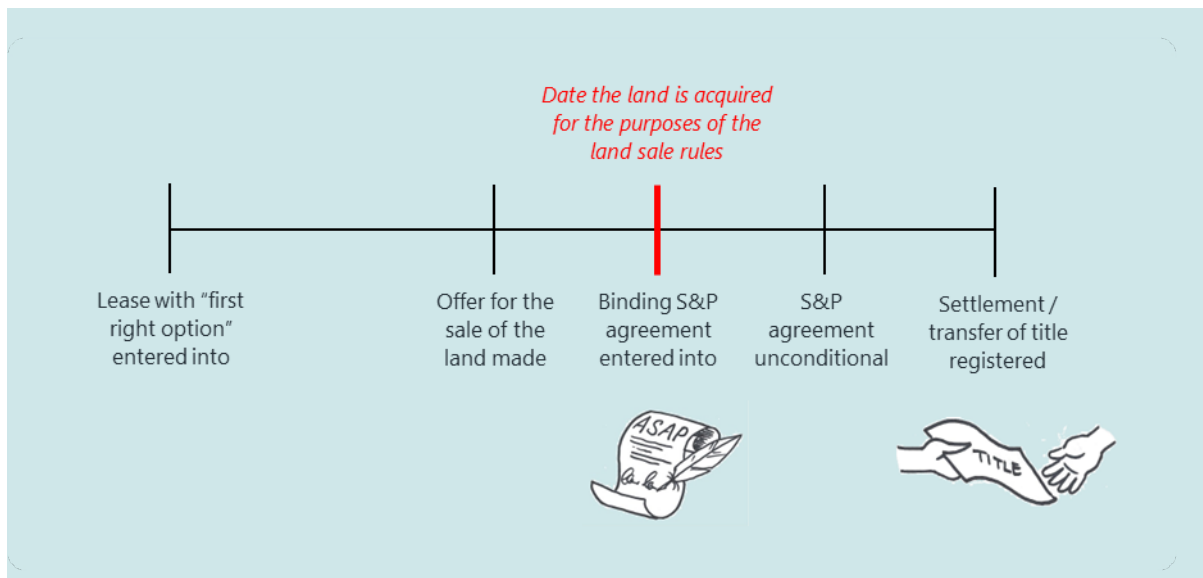 Date the land is acquired
for the purposes of the
land sale rules
Lease with “first
right option”
entered into
Offer for the
sale of the
land made
Binding S&P
agreement
entered into
S&P
agreement
unconditional
Settlement /
transfer of title
registered
ASAP
TITLE